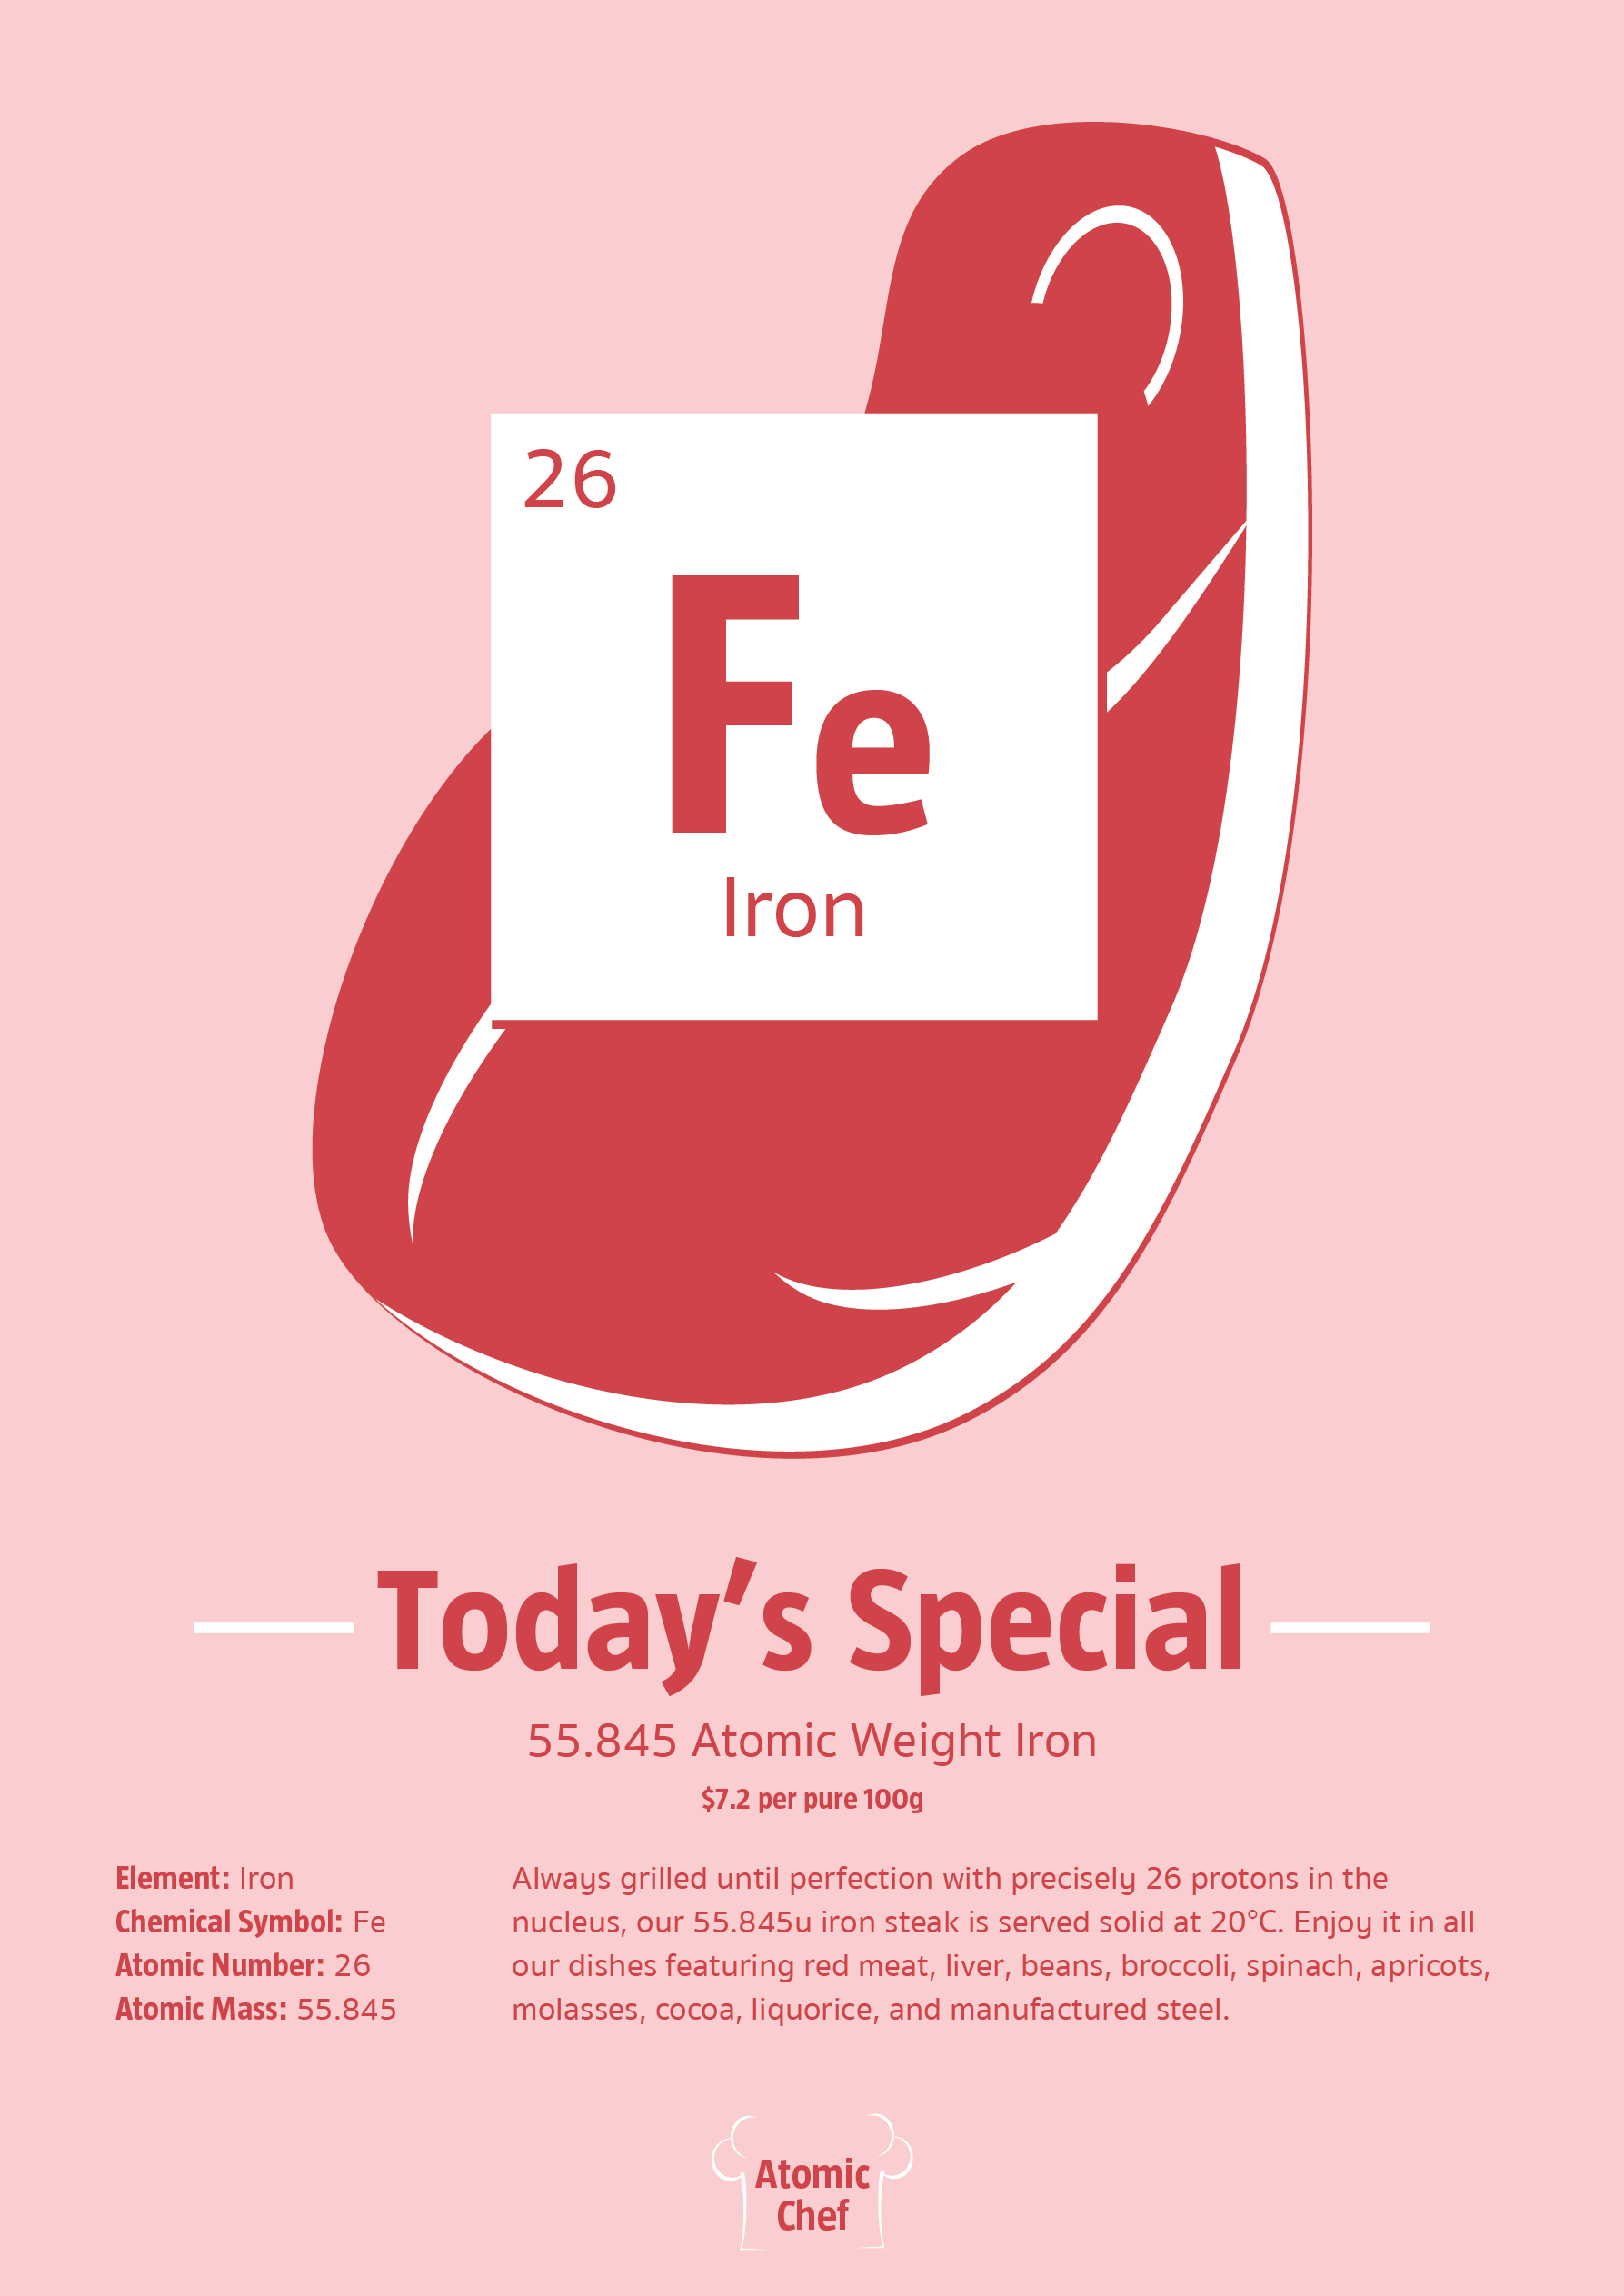 26
Fe
Iron
Today’s Special
55.845 Atomic Weight Iron
$7.2 per pure 100g
Element: Iron
Chemical Symbol: Fe
Atomic Number: 26
Atomic Mass: 55.845
Always grilled until perfection with precisely 26 protons in the
nucleus, our 55.845u iron steak is served solid at 20°C. Enjoy it in all
our dishes featuring red meat, liver, beans, broccoli, spinach, apricots,
molasses, cocoa, liquorice, and manufactured steel.
Atomic
Chef